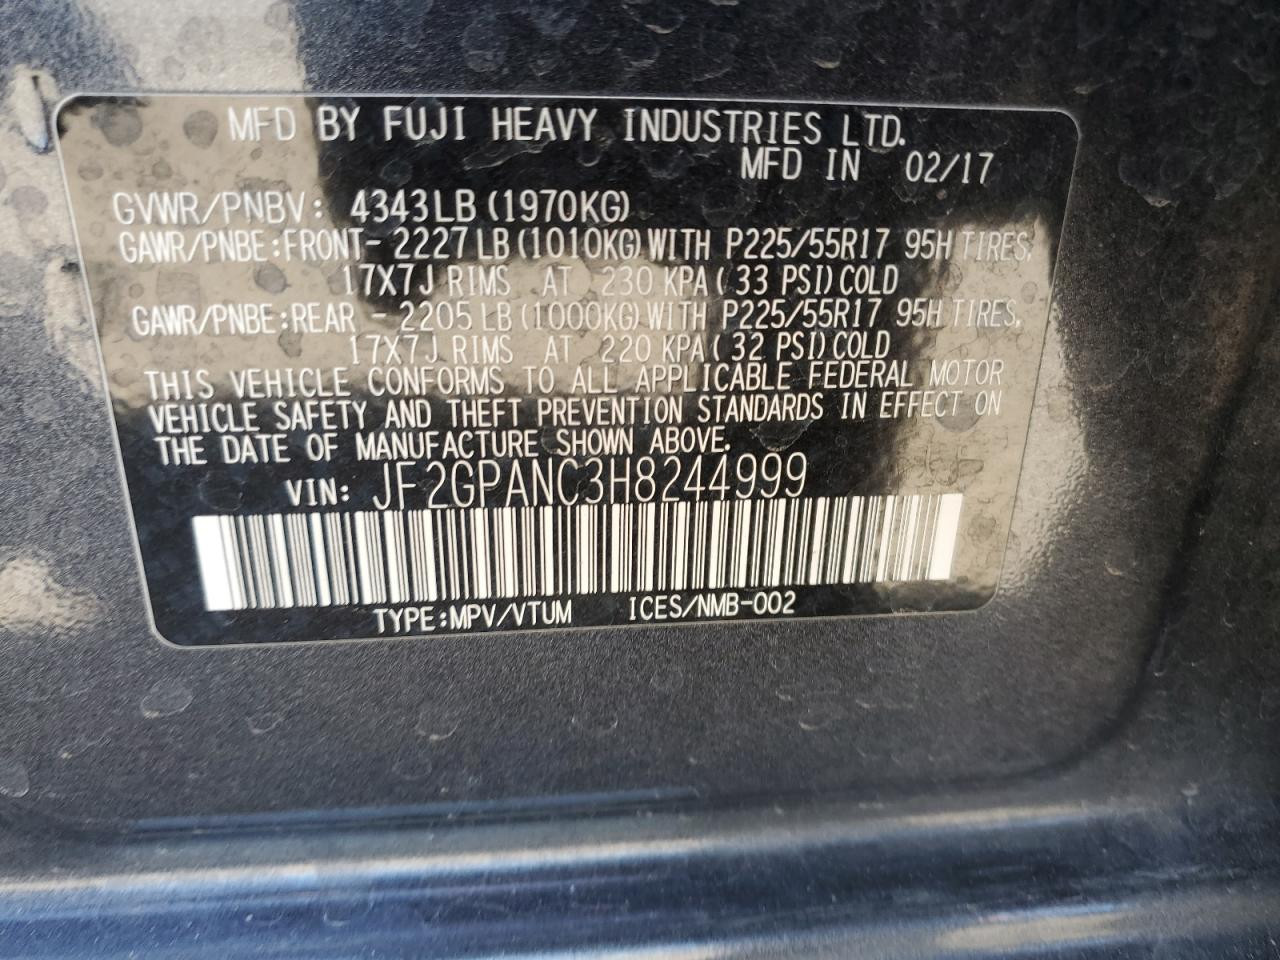 MFD BY FUJI HEAVY INDUSTRIES LTD.
MFD IN 02/17
GVWR/PNBV: 4343LB(1970KG)
GAWR/PNBE:FRONT- 2227LB(1010KG)WITH P225/55R17 95H TIRES,
17X7J RIMS AT 230 KPA( 33 PSI)COLD
GAWR/PNBE:REAR - 2205LB(1000KG)WITH P225/55R17 95H TIRES,
17X7J RIMS AT 220 KPA( 32 PSI)COLD
THIS VEHICLE CONFORMS TO ALL APPLICABLE FEDERAL MOTOR
VEHICLE SAFETY AND THEFT PREVENTION STANDARDS IN EFFECT ON
THE DATE OF MANUFACTURE SHOWN ABOVE.
VIN: JF2GPANC3H8244999
TYPE:MPV/VTUM ICES/NMB-002